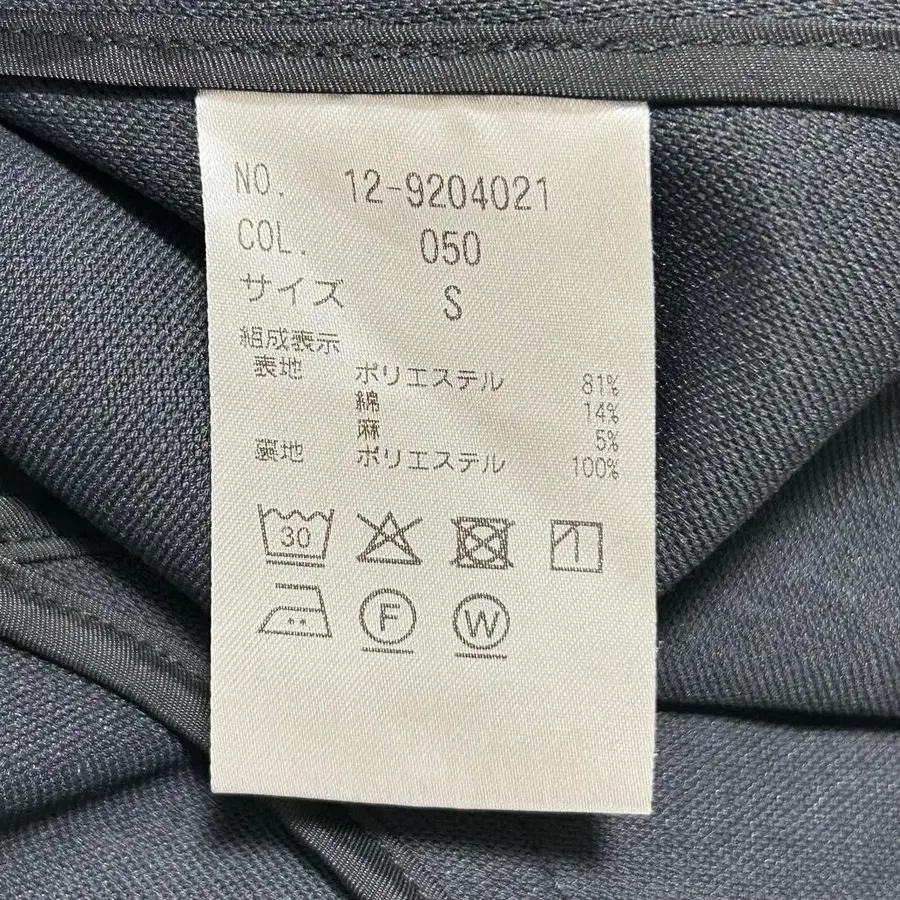 NO. 12-9204021
COL. 050
サイズ S
組成表示
表地 ポリエステル 81%
綿 14%
麻 5%
裏地 ポリエステル 100%
30
F W